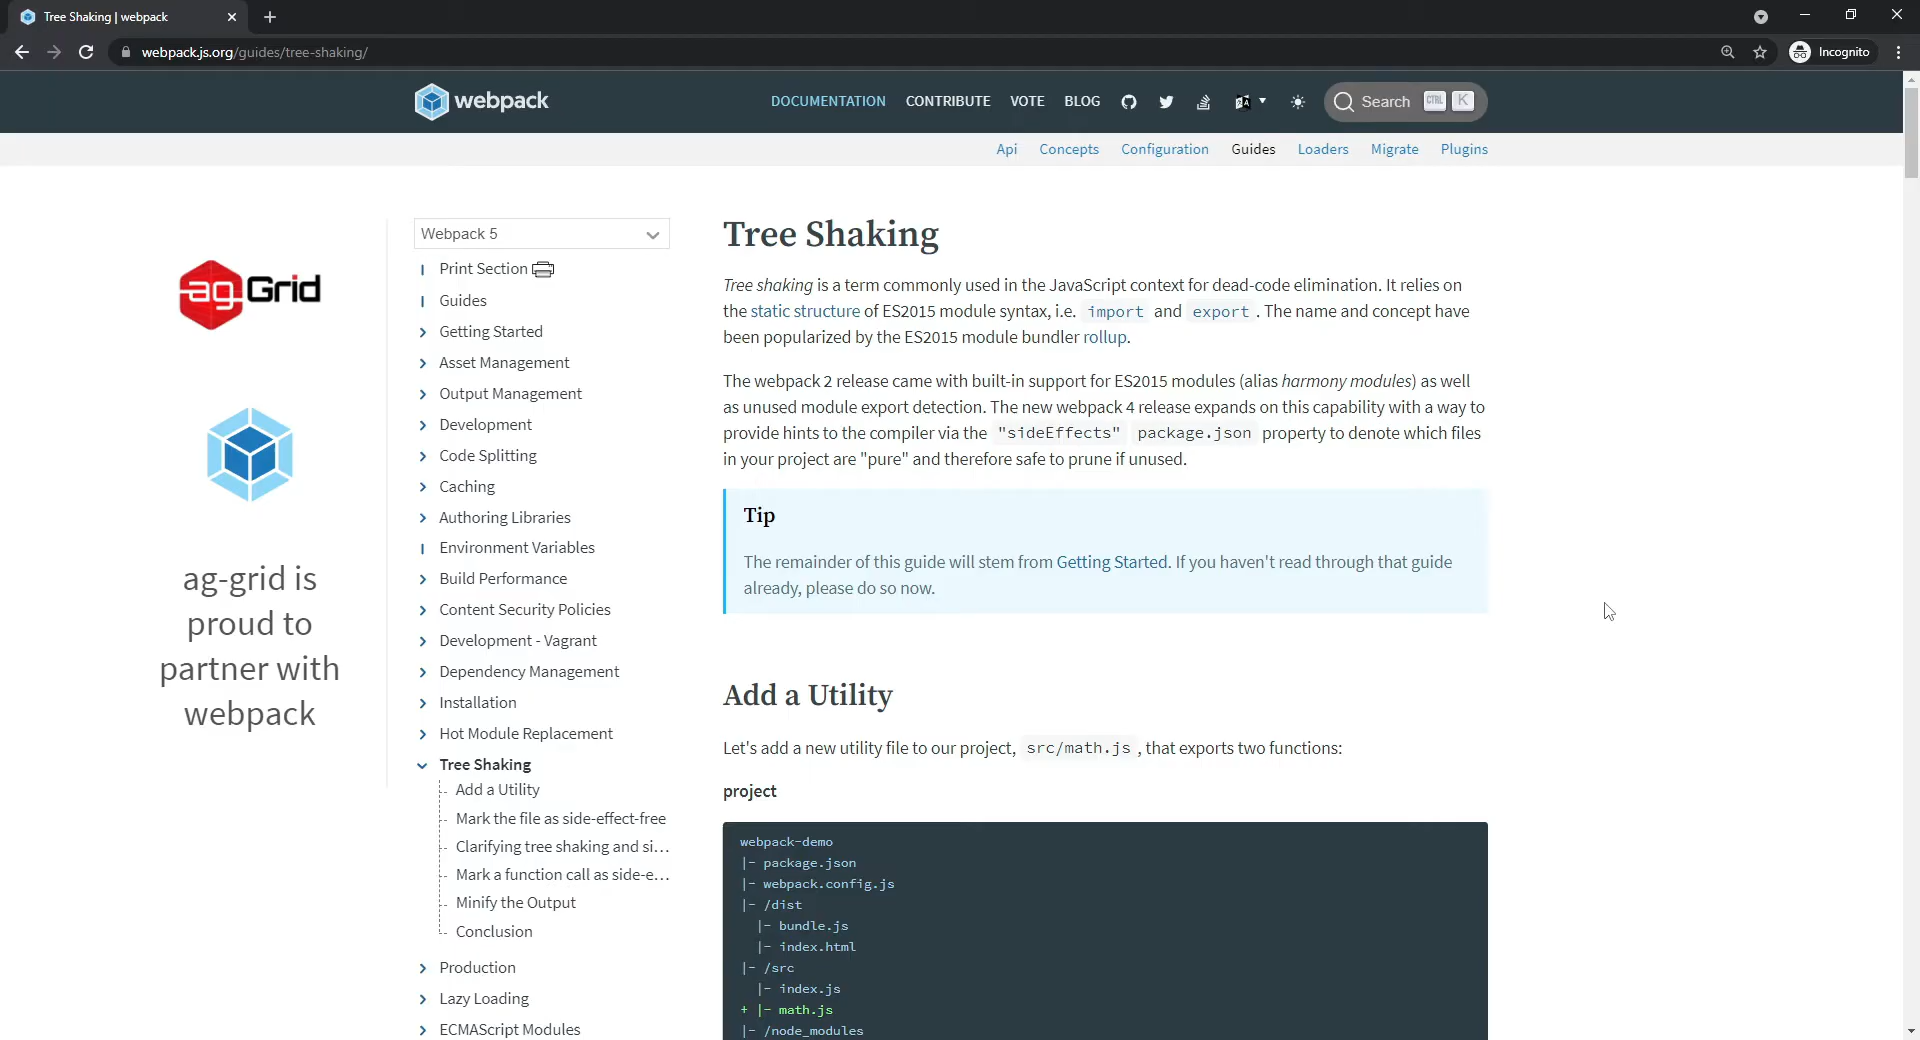 Tree Shaking | webpack
webpack.js.org/guides/tree-shaking/
Incognito
webpack
DOCUMENTATION CONTRIBUTE VOTE BLOG
Search CTRL K
Api Concepts Configuration Guides Loaders Migrate Plugins
ag-Grid
ag-grid is
proud to
partner with
webpack
Webpack 5
Print Section
Guides
Getting Started
Asset Management
Output Management
Development
Code Splitting
Caching
Authoring Libraries
Environment Variables
Build Performance
Content Security Policies
Development - Vagrant
Dependency Management
Installation
Hot Module Replacement
Tree Shaking
Add a Utility
Mark the file as side-effect-free
Clarifying tree shaking and si...
Mark a function call as side-e...
Minify the Output
Conclusion
Production
Lazy Loading
ECMAScript Modules
Tree Shaking
Tree shaking is a term commonly used in the JavaScript context for dead-code elimination. It relies on
the static structure of ES2015 module syntax, i.e. import and export . The name and concept have
been popularized by the ES2015 module bundler rollup.
The webpack 2 release came with built-in support for ES2015 modules (alias harmony modules) as well
as unused module export detection. The new webpack 4 release expands on this capability with a way to
provide hints to the compiler via the "sideEffects" package.json property to denote which files
in your project are "pure" and therefore safe to prune if unused.
Tip
The remainder of this guide will stem from Getting Started. If you haven't read through that guide
already, please do so now.
Add a Utility
Let's add a new utility file to our project, src/math.js , that exports two functions:
project
webpack-demo
|- package.json
|- webpack.config.js
|- /dist
|- bundle.js
|- index.html
|- /src
|- index.js
+ |- math.js
|- /node_modules